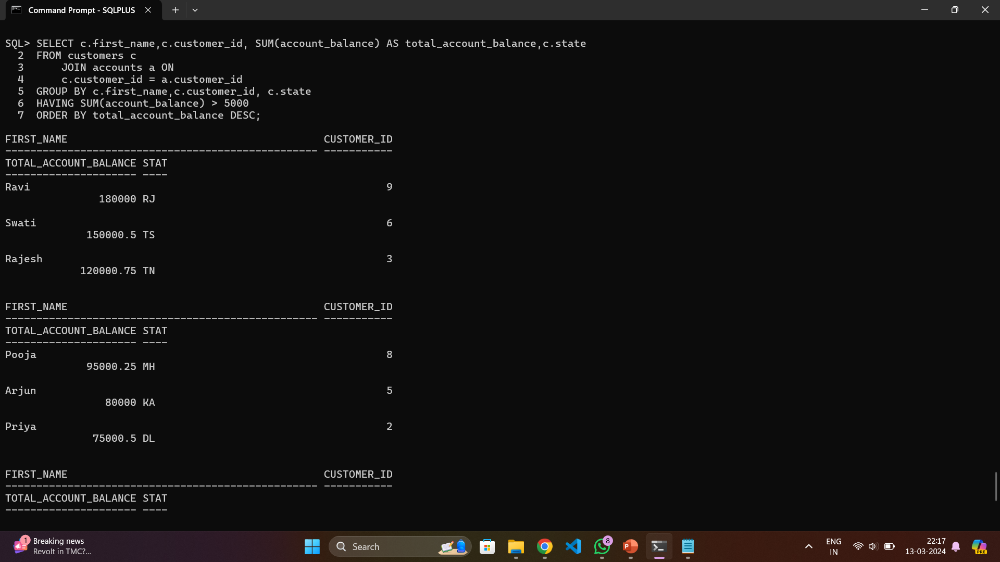 Command Prompt - SQLPLUS
SQL> SELECT c.first_name,c.customer_id, SUM(account_balance) AS total_account_balance,c.state
2 FROM customers c
3 JOIN accounts a ON
4 c.customer_id = a.customer_id
5 GROUP BY c.first_name,c.customer_id, c.state
6 HAVING SUM(account_balance) > 5000
7 ORDER BY total_account_balance DESC;
FIRST_NAME CUSTOMER_ID
-------------------------------------------------- -----------
TOTAL_ACCOUNT_BALANCE STAT
--------------------- ----
Ravi 9
180000 RJ
Swati 6
150000.5 TS
Rajesh 3
120000.75 TN
FIRST_NAME CUSTOMER_ID
-------------------------------------------------- -----------
TOTAL_ACCOUNT_BALANCE STAT
--------------------- ----
Pooja 8
95000.25 MH
Arjun 5
80000 KA
Priya 2
75000.5 DL
FIRST_NAME CUSTOMER_ID
-------------------------------------------------- -----------
TOTAL_ACCOUNT_BALANCE STAT
--------------------- ----
1
Breaking news
Revolt in TMC?...
Search
8
P
ENG
IN
22:17
13-03-2024
PRE